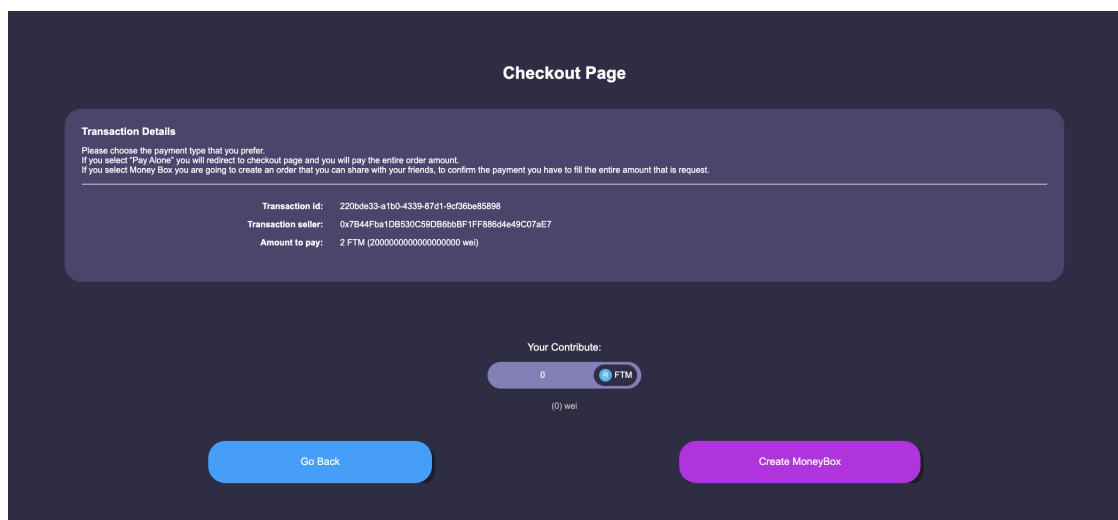 Checkout Page
Transaction Details
Please choose the payment type that you prefer.
If you select "Pay Alone" you will redirect to checkout page and you will pay the entire order amount.
If you select Money Box you are going to create an order that you can share with your friends, to confirm the payment you have to fill the entire amount that is request.
Transaction id: 220bde33-a1b0-4339-87d1-9cf36be85898
Transaction seller: 0x7B44Fba1DB530C59DB6bbBF1FF886d4e49C07aE7
Amount to pay: 2 FTM (2000000000000000000 wei)
Your Contribute:
0 FTM
(0) wei
Go Back Create MoneyBox